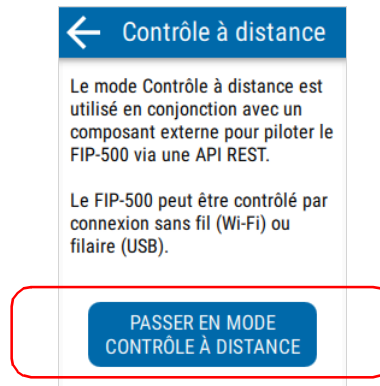 Contrôle à distance
Le mode Contrôle à distance est
utilisé en conjonction avec un
composant externe pour piloter le
FIP-500 via une API REST.
Le FIP-500 peut être contrôlé par
connexion sans fil (Wi-Fi) ou
filaire (USB).
PASSER EN MODE
CONTRÔLE À DISTANCE